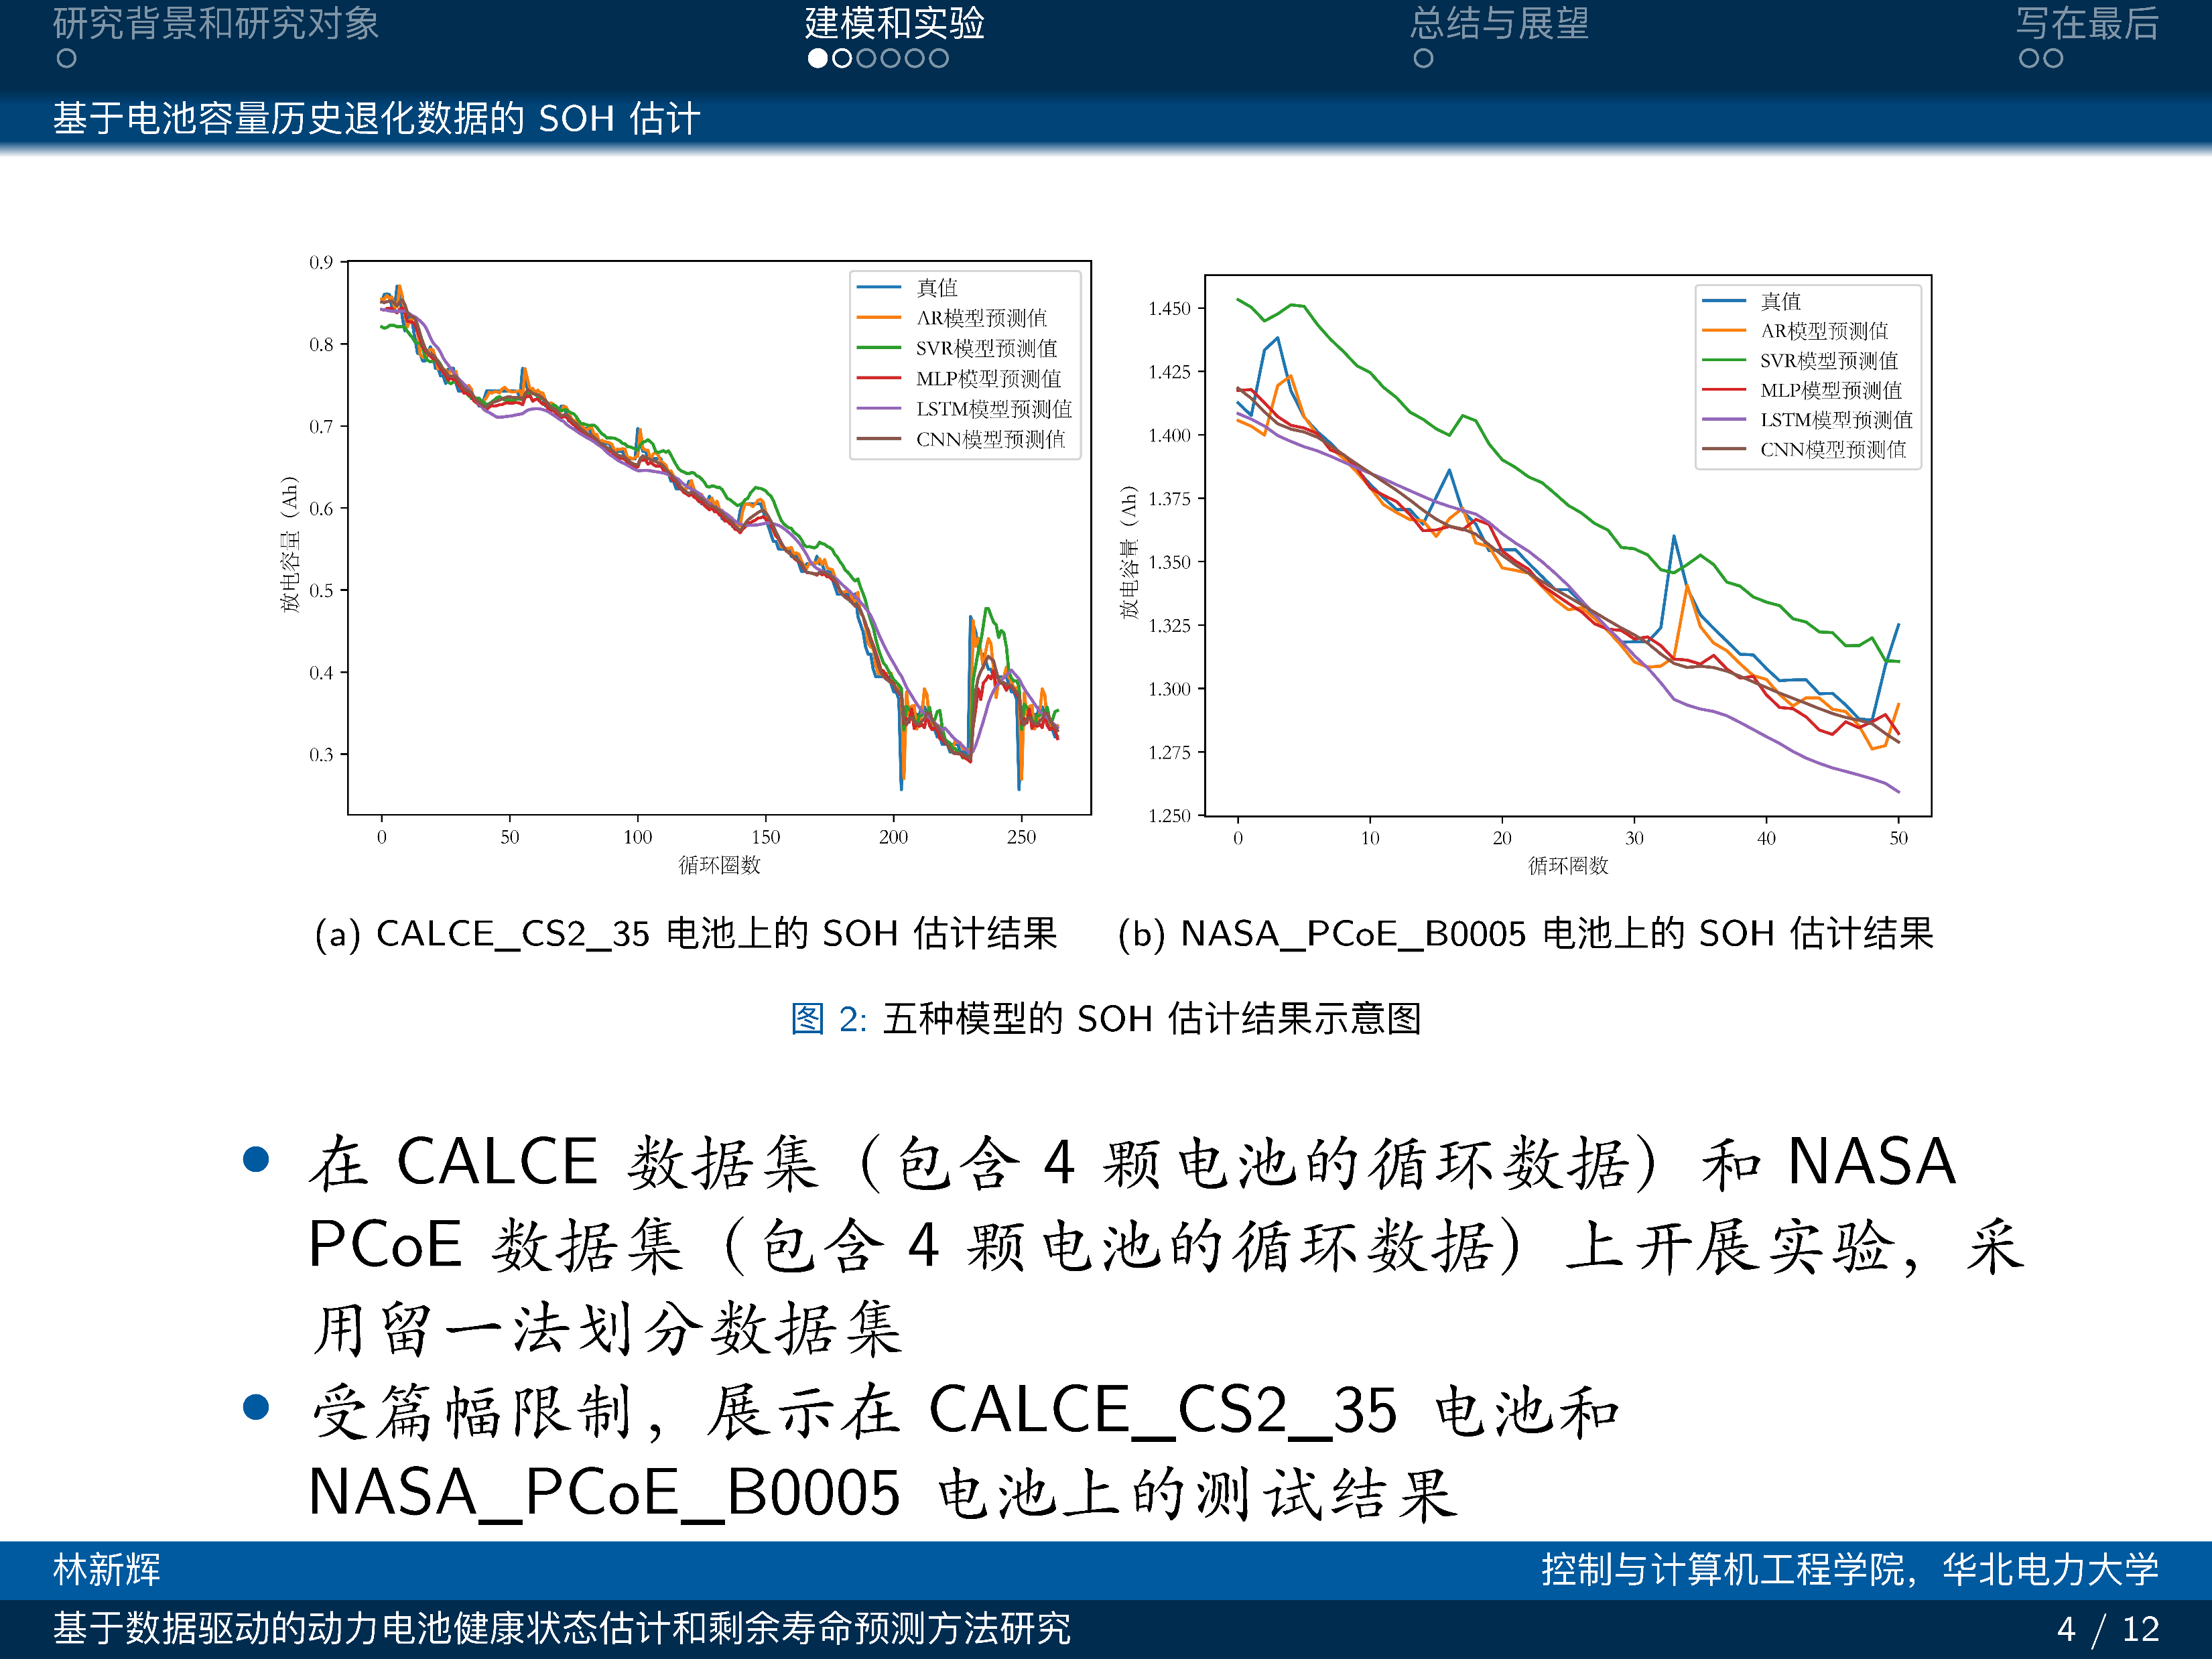 研究背景和研究对象
建模和实验
总结与展望
写在最后
基于电池容量历史退化数据的 SOH 估计
0.9
0.8
0.7
0.6
0.5
0.4
0.3
放电容量（Ah）
0 50 100 150 200 250
循环圈数
真值
AR模型预测值
SVR模型预测值
MLP模型预测值
LSTM模型预测值
CNN模型预测值
1.450
1.425
1.400
1.375
1.350
1.325
1.300
1.275
1.250
放电容量（Ah）
0 10 20 30 40 50
循环圈数
真值
AR模型预测值
SVR模型预测值
MLP模型预测值
LSTM模型预测值
CNN模型预测值
(a) CALCE_CS2_35 电池上的 SOH 估计结果
(b) NASA_PCoE_B0005 电池上的 SOH 估计结果
图 2: 五种模型的 SOH 估计结果示意图
在 CALCE 数据集（包含 4 颗电池的循环数据）和 NASA
PCoE 数据集（包含 4 颗电池的循环数据）上开展实验，采
用留一法划分数据集
受篇幅限制，展示在 CALCE_CS2_35 电池和
NASA_PCoE_B0005 电池上的测试结果
林新辉
控制与计算机工程学院，华北电力大学
基于数据驱动的动力电池健康状态估计和剩余寿命预测方法研究
4 / 12